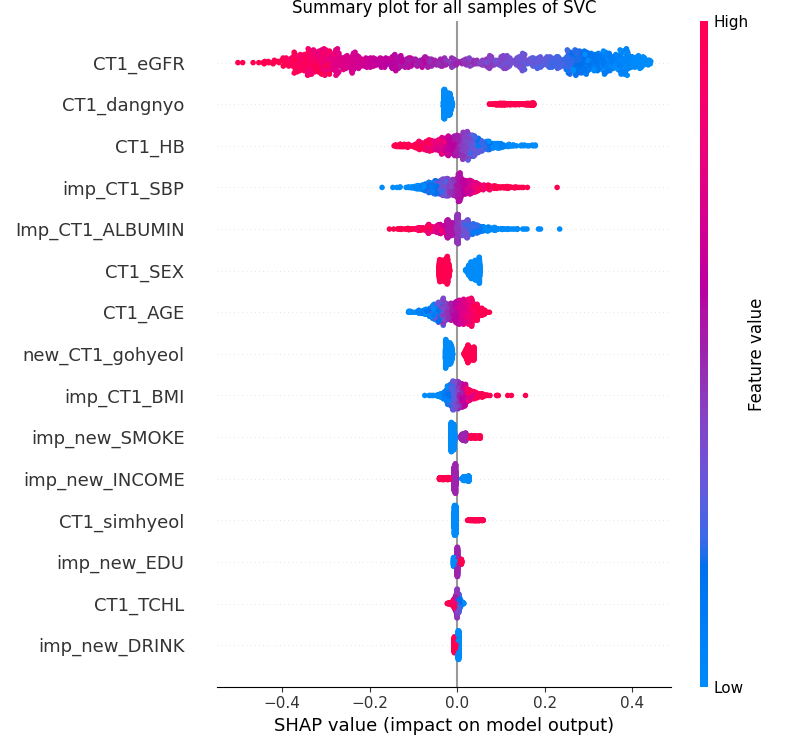 Summary plot for all samples of SVC
High
CT1_eGFR
CT1_dangnyo
CT1_HB
imp_CT1_SBP
Imp_CT1_ALBUMIN
CT1_SEX
CT1_AGE
new_CT1_gohyeol
imp_CT1_BMI
imp_new_SMOKE
imp_new_INCOME
CT1_simhyeol
imp_new_EDU
CT1_TCHL
imp_new_DRINK
Feature value
Low
−0.4 −0.2 0.0 0.2 0.4
SHAP value (impact on model output)